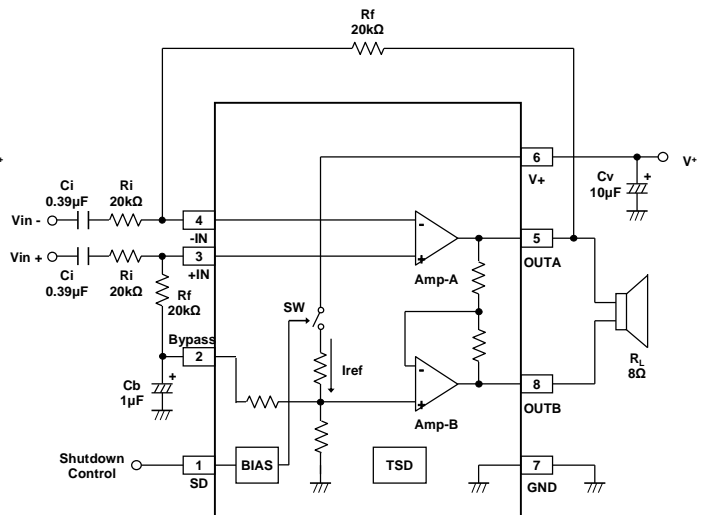 Rf
20kΩ
+
Ci
0.39µF
Ri
20kΩ
Vin -
4
-IN
Vin +
3
+IN
Ci
0.39µF
Ri
20kΩ
Rf
20kΩ
Bypass
2
Cb
+
1µF
Shutdown
Control
1
SD
BIAS
SW
Iref
TSD
-
+
Amp-A
-
+
Amp-B
6
V+
Cv
10µF
+
V+
5
OUTA
RL
8Ω
8
OUTB
7
GND